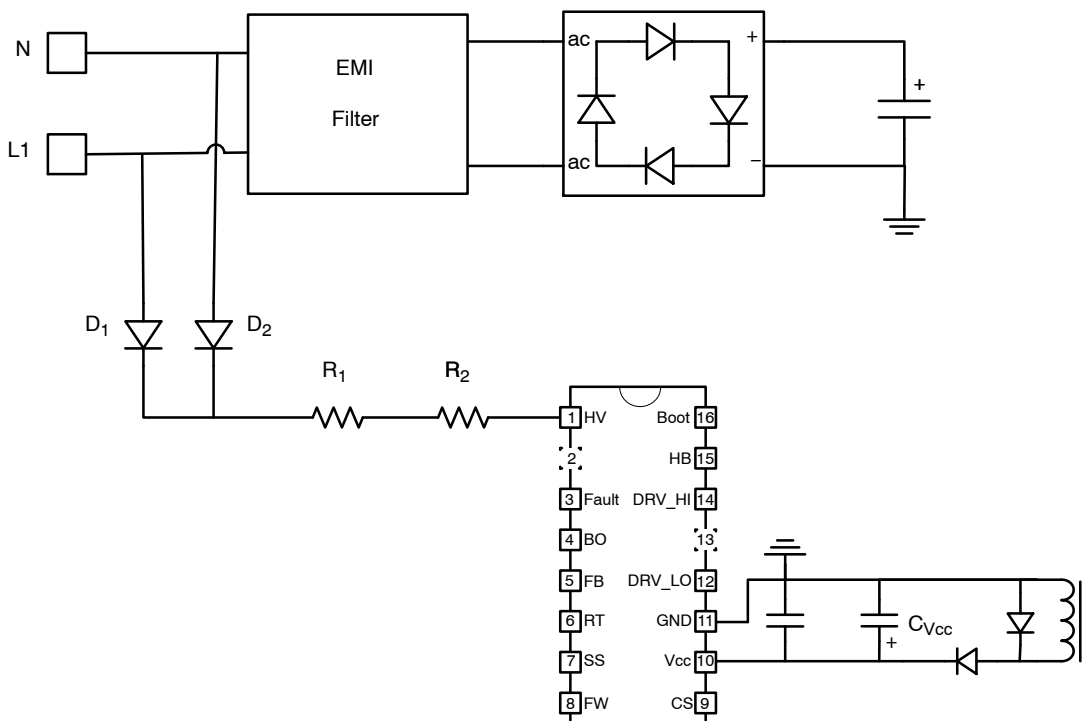 N
EMI
Filter
ac
ac
+
−
+
L1
D1
D2
R1
R2
1 HV
Boot 16
2
HB 15
3 Fault
DRV_HI 14
4 BO
13
5 FB
DRV_LO 12
6 RT
GND 11
7 SS
Vcc 10
8 FW
CS 9
CVcc
+